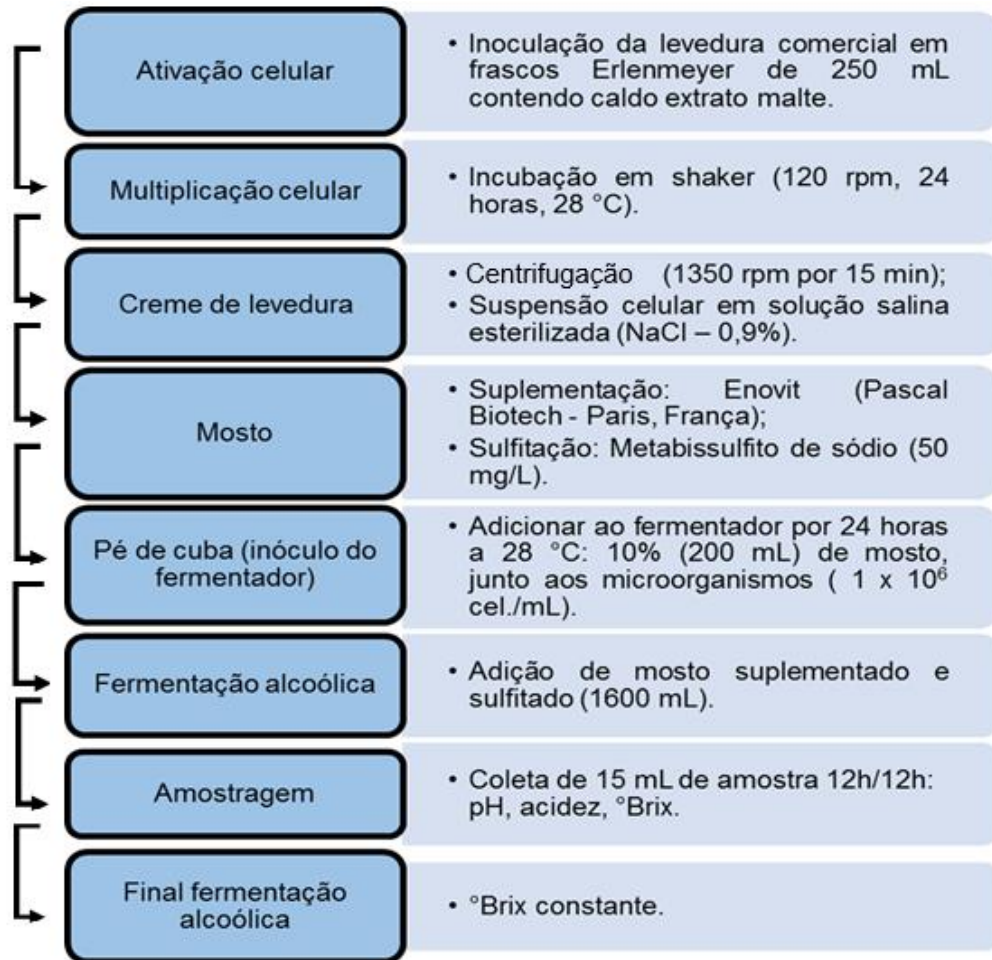 Ativação celular
• Inoculação da levedura comercial em
frascos Erlenmeyer de 250 mL
contendo caldo extrato malte.
Multiplicação celular
• Incubação em shaker (120 rpm, 24
horas, 28 °C).
Creme de levedura
• Centrifugação (1350 rpm por 15 min);
• Suspensão celular em solução salina
esterilizada (NaCl – 0,9%).
Mosto
• Suplementação: Enovit (Pascal
Biotech - Paris, França);
• Sulfitação: Metabissulfito de sódio (50
mg/L).
Pé de cuba (inóculo do
fermentador)
• Adicionar ao fermentador por 24 horas
a 28 °C: 10% (200 mL) de mosto,
junto aos microorganismos ( 1 x 10⁶
cel./mL).
Fermentação alcoólica
• Adição de mosto suplementado e
sulfitado (1600 mL).
Amostragem
• Coleta de 15 mL de amostra 12h/12h:
pH, acidez, °Brix.
Final fermentação
alcoólica
• °Brix constante.